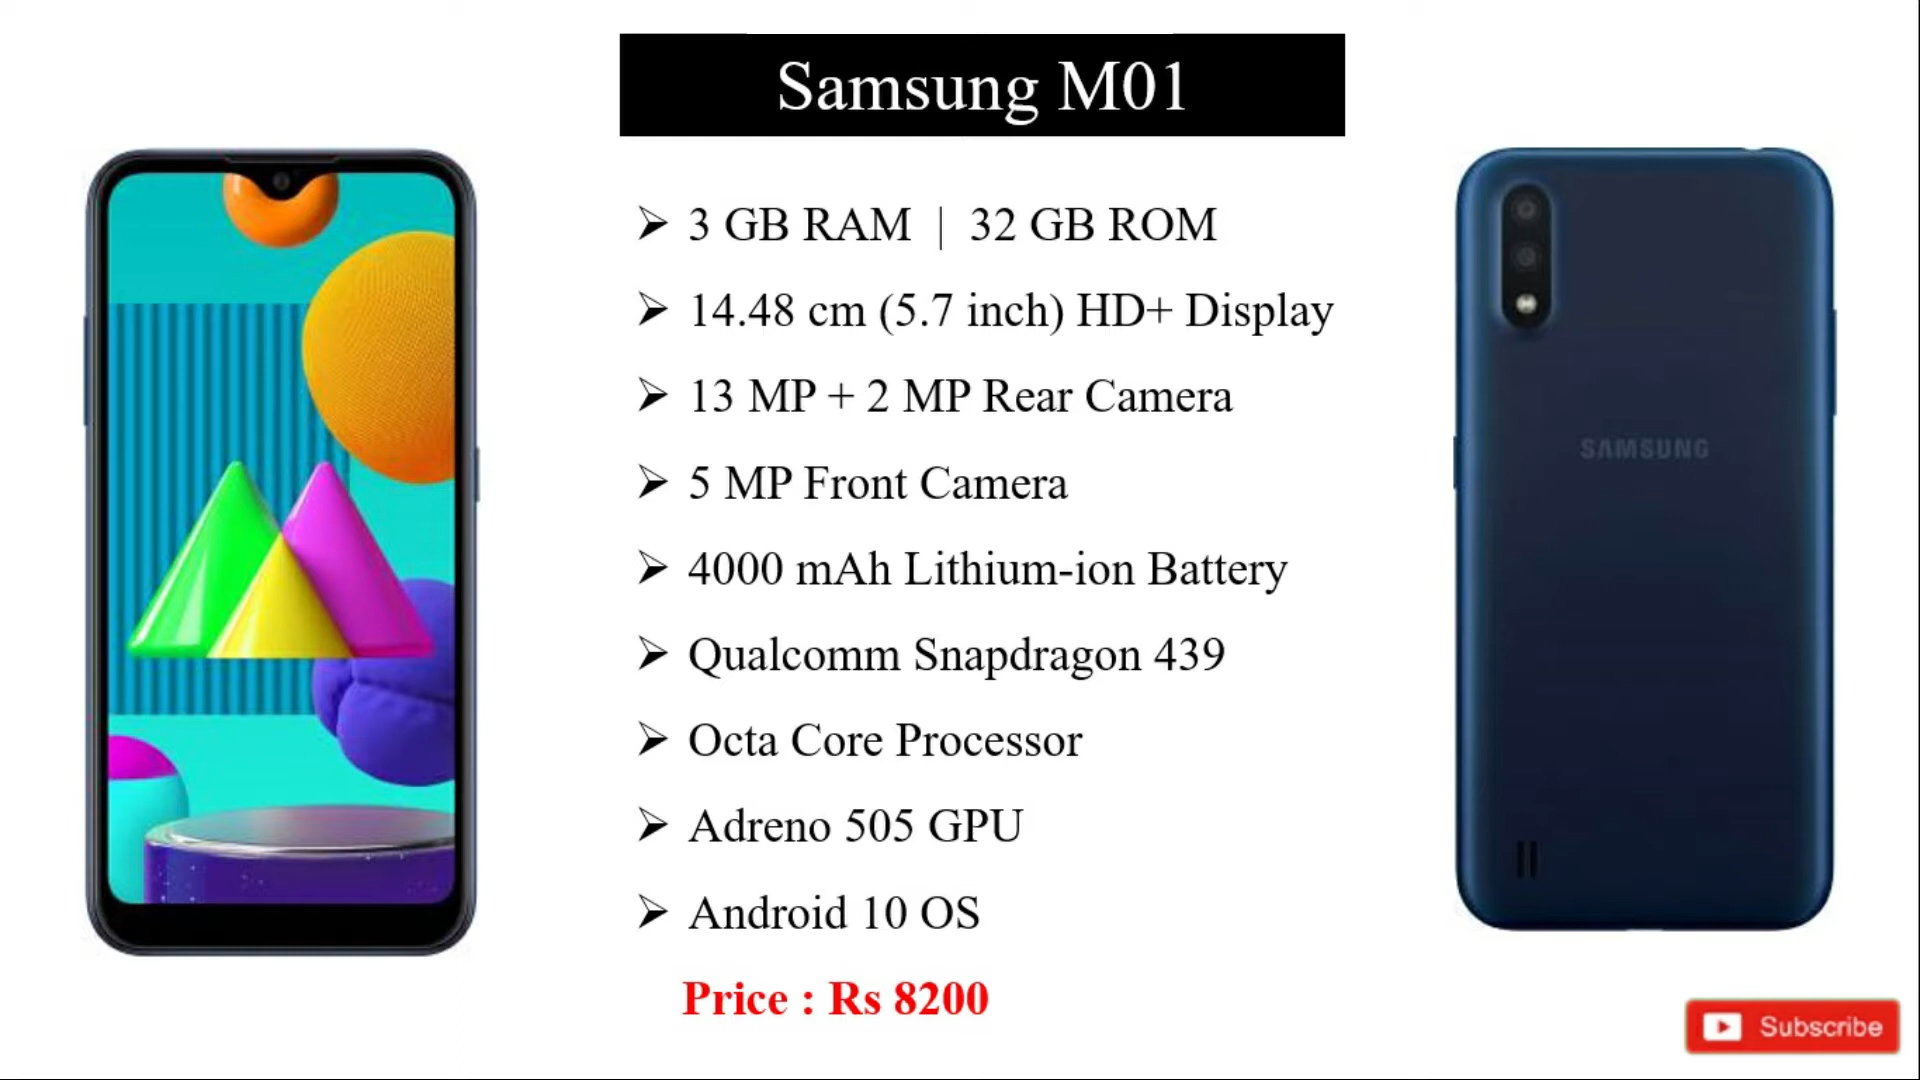 Samsung M01
3 GB RAM | 32 GB ROM
14.48 cm (5.7 inch) HD+ Display
13 MP + 2 MP Rear Camera
5 MP Front Camera
4000 mAh Lithium-ion Battery
Qualcomm Snapdragon 439
Octa Core Processor
Adreno 505 GPU
Android 10 OS
Price : Rs 8200
SAMSUNG
Subscribe